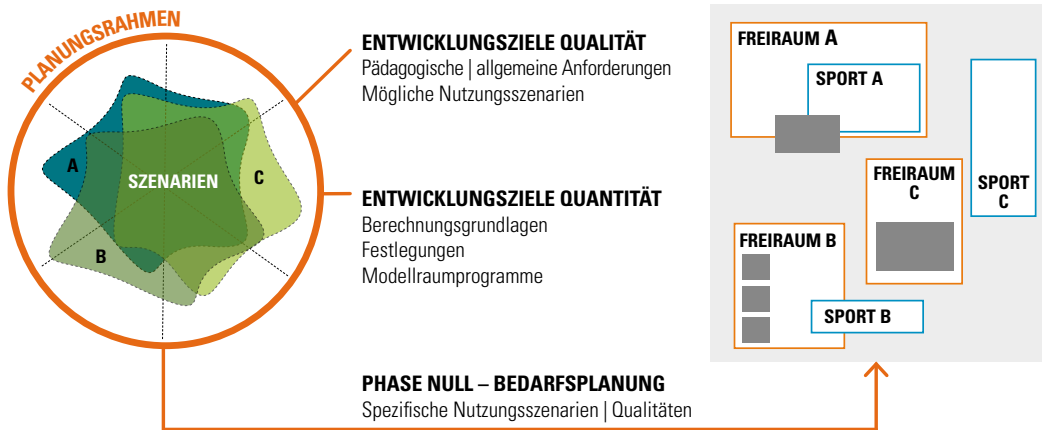 PLANUNGSRAHMEN
A
SZENARIEN
C
B
ENTWICKLUNGSZIELE QUALITÄT
Pädagogische | allgemeine Anforderungen
Mögliche Nutzungsszenarien
ENTWICKLUNGSZIELE QUANTITÄT
Berechnungsgrundlagen
Festlegungen
Modellraumprogramme
PHASE NULL – BEDARFSPLANUNG
Spezifische Nutzungsszenarien | Qualitäten
FREIRAUM A
SPORT A
FREIRAUM
C
SPORT
C
FREIRAUM B
SPORT B